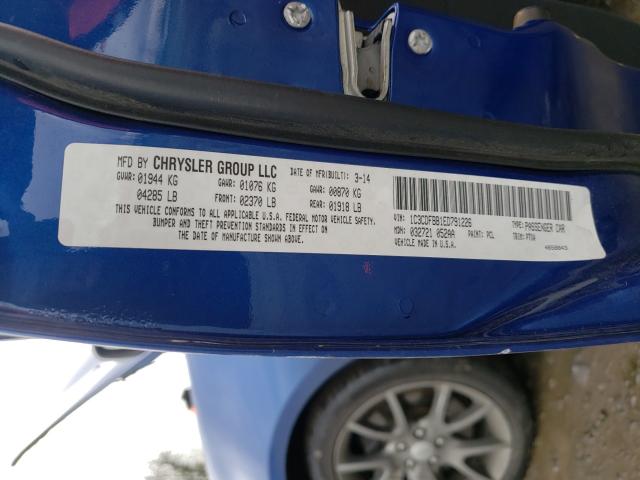 MFD BY CHRYSLER GROUP LLC DATE OF MFR(BUILT): 3-14
GVWR: 01944 KG GAWR: 01076 KG GAWR: 00870 KG
04285 LB FRONT: 02370 LB REAR: 01918 LB
THIS VEHICLE CONFORMS TO ALL APPLICABLE U.S.A. FEDERAL MOTOR VEHICLE SAFETY,
BUMPER AND THEFT PREVENTION STANDARDS IN EFFECT ON
THE DATE OF MANUFACTURE SHOWN ABOVE.
VIN: 1C3CDFBB1ED791226 TYPE: PASSENGER CAR
MDH: 032721 052AA PAINT: PCL TRIM: PTX9
VEHICLE MADE IN U.S.A.